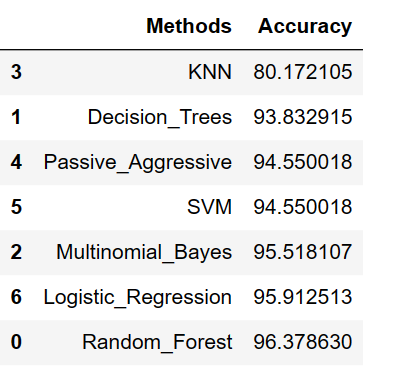 Methods Accuracy
3 KNN 80.172105
1 Decision_Trees 93.832915
4 Passive_Aggressive 94.550018
5 SVM 94.550018
2 Multinomial_Bayes 95.518107
6 Logistic_Regression 95.912513
0 Random_Forest 96.378630